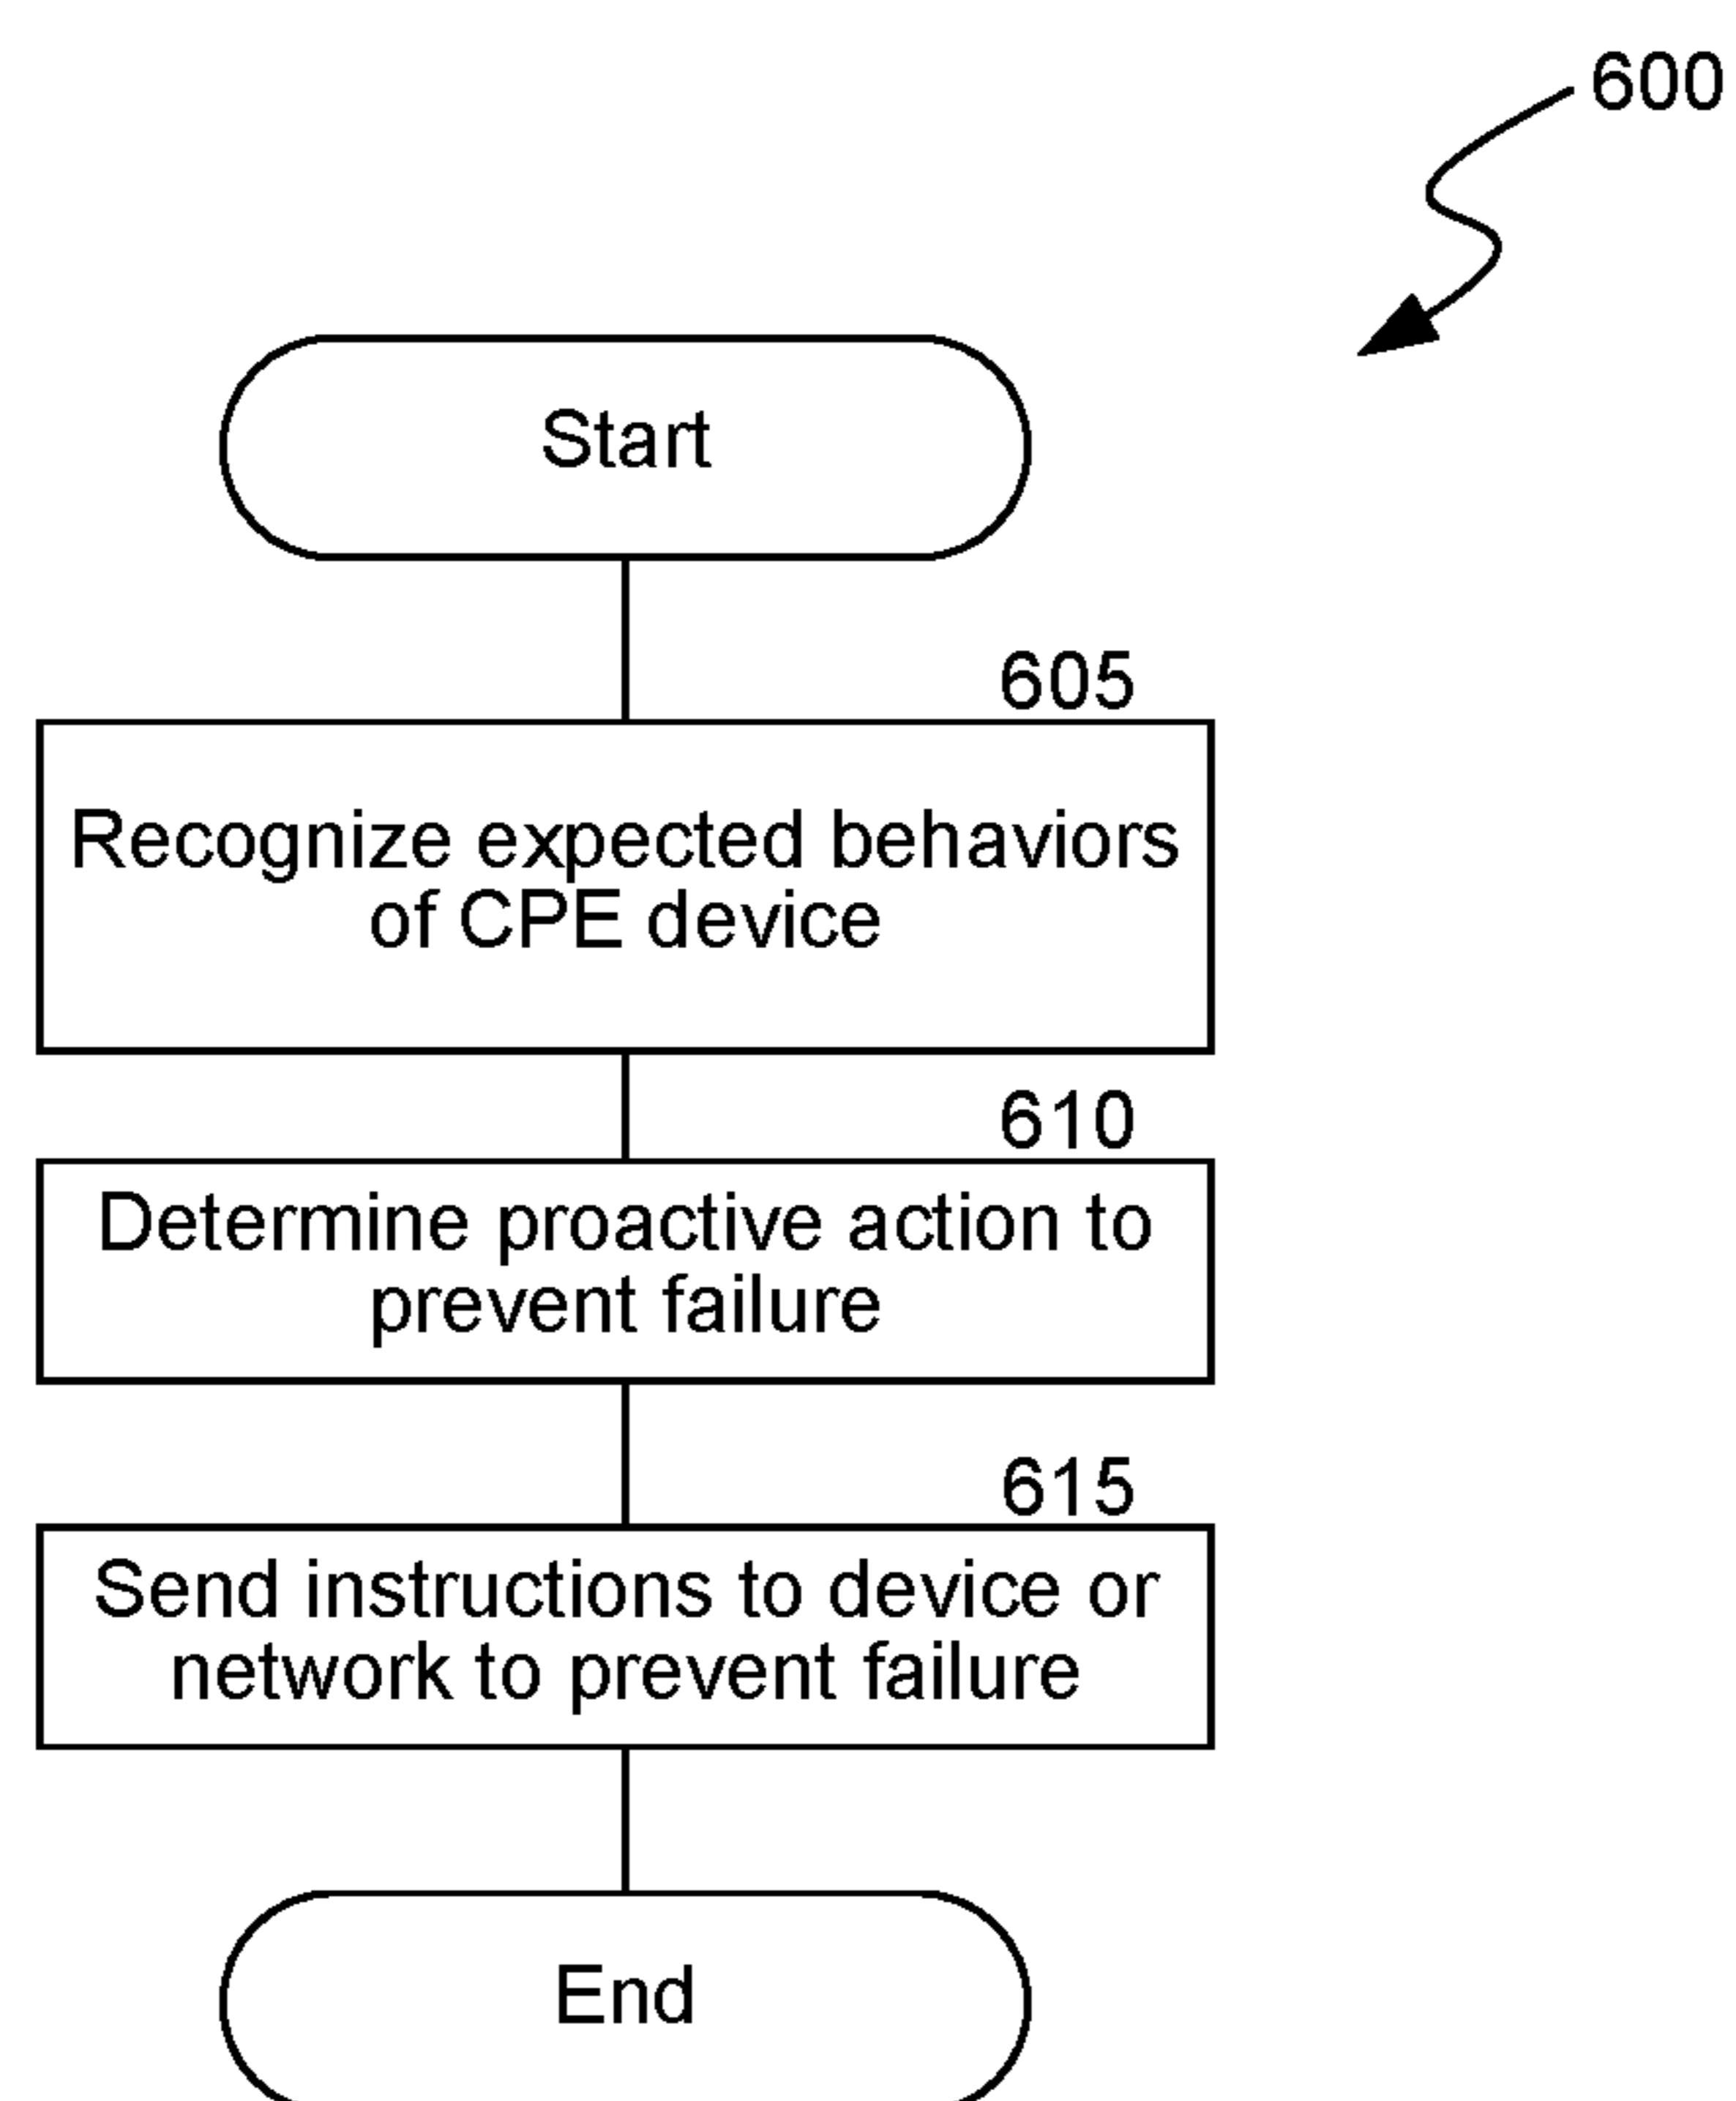 600
Start
605
Recognize expected behaviors
of CPE device
610
Determine proactive action to
prevent failure
615
Send instructions to device or
network to prevent failure
End